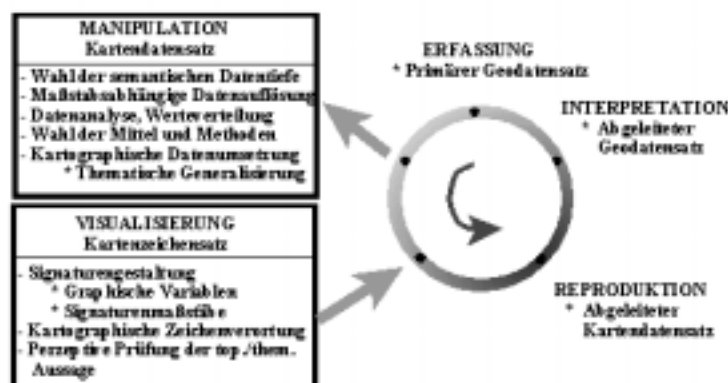 MANIPULATION
Kartendatensatz
- Wahl der semantischen Datentiefe
- Maßstabsabhängige Datenauflösung
- Datenanalyse, Werteverteilung
- Wahl der Mittel und Methoden
- Kartographische Datenumsetzung
* Thematische Generalisierung
VISUALISIERUNG
Kartenzeichensatz
- Signaturengestaltung
* Graphische Variablen
* Signaturenmaßstäbe
- Kartographische Zeichenverortung
- Perzeptive Prüfung der top./them.
Aussage
ERFASSUNG
* Primärer Geodatensatz
INTERPRETATION
* Abgeleiteter
Geodatensatz
REPRODUKTION
* Abgeleiteter
Kartendatensatz